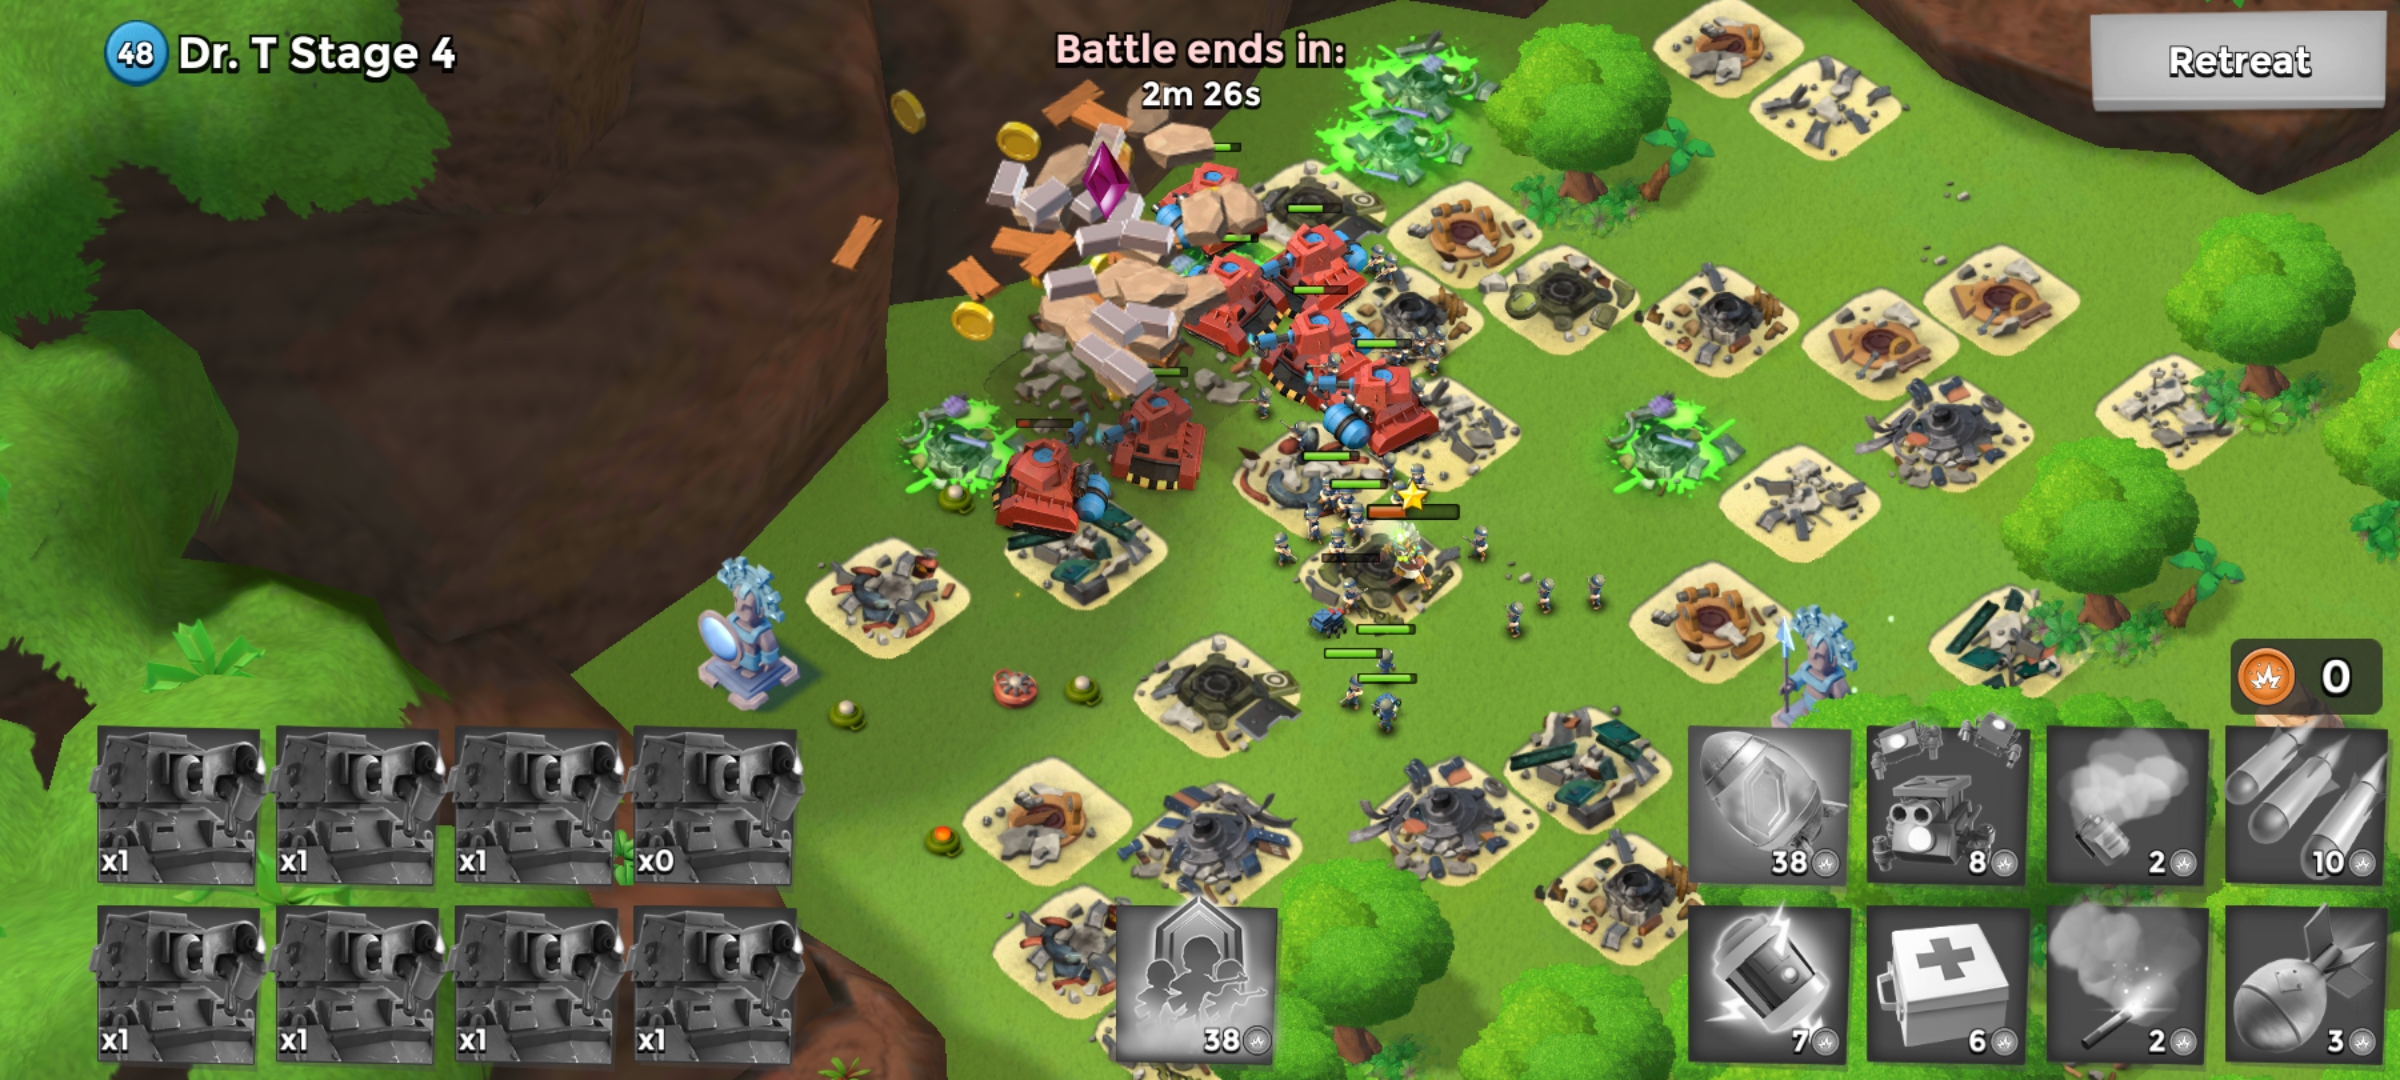 48 Dr. T Stage 4
Battle ends in:
2m 26s
Retreat
0
x1
x1
x1
x0
38
8
2
10
x1
x1
x1
x1
38
7
6
2
3